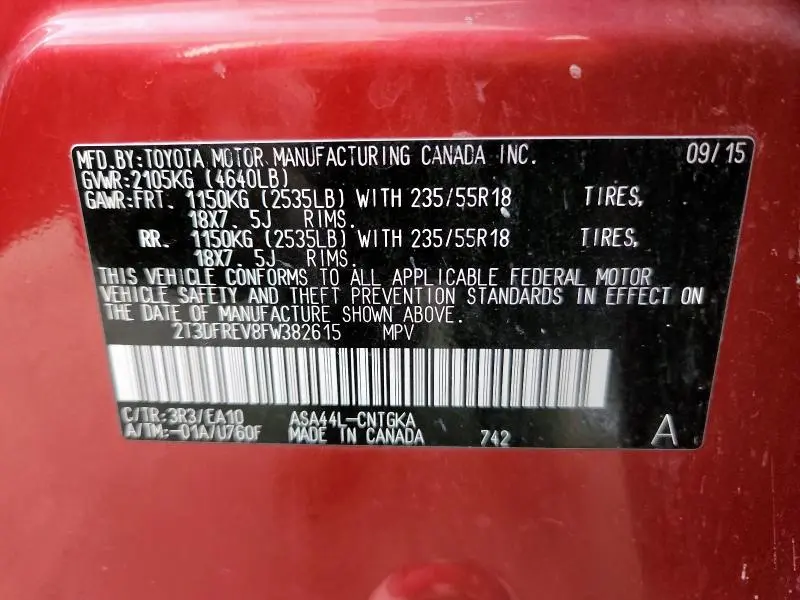 MFD.BY:TOYOTA MOTOR MANUFACTURING CANADA INC. 09/15
GVWR:2105KG (4640LB)
GAWR:FRT. 1150KG (2535LB) WITH 235/55R18 TIRES,
18X7. 5J RIMS.
RR. 1150KG (2535LB) WITH 235/55R18 TIRES,
18X7. 5J RIMS.
THIS VEHICLE CONFORMS TO ALL APPLICABLE FEDERAL MOTOR
VEHICLE SAFETY AND THEFT PREVENTION STANDARDS IN EFFECT ON
THE DATE OF MANUFACTURE SHOWN ABOVE.
2T3DFREV8FW382615 MPV
C/TR:3R3/EA10 ASA44L-CNTGKA
A/TM:-01A/U760F MADE IN CANADA 742 A